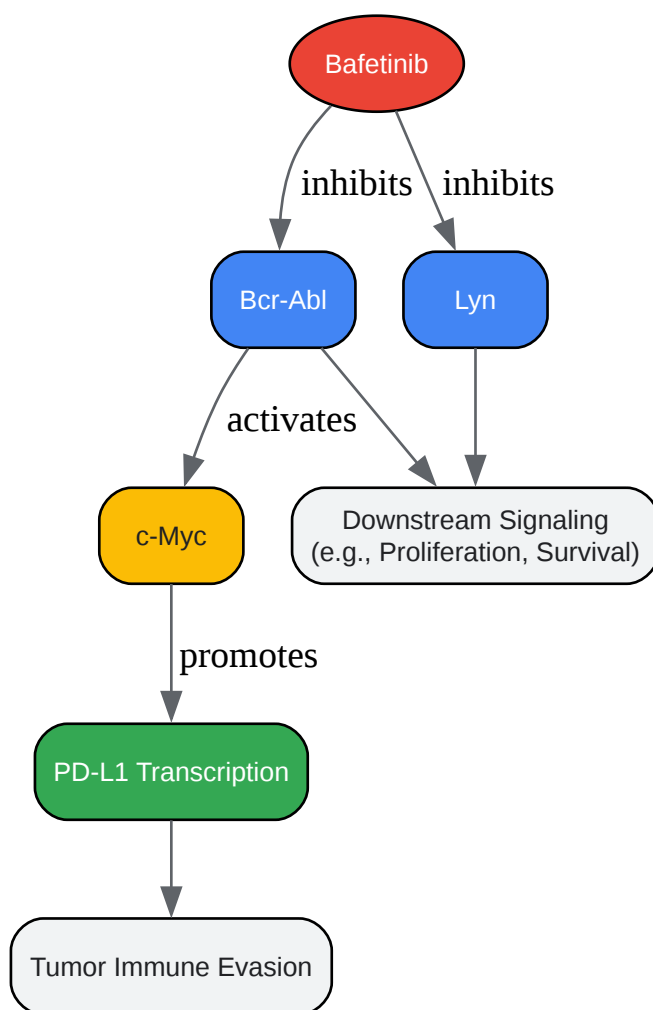 Bafetinib
inhibits
inhibits
Bcr-Abl
Lyn
activates
c-Myc
Downstream Signaling
(e.g., Proliferation, Survival)
promotes
PD-L1 Transcription
Tumor Immune Evasion